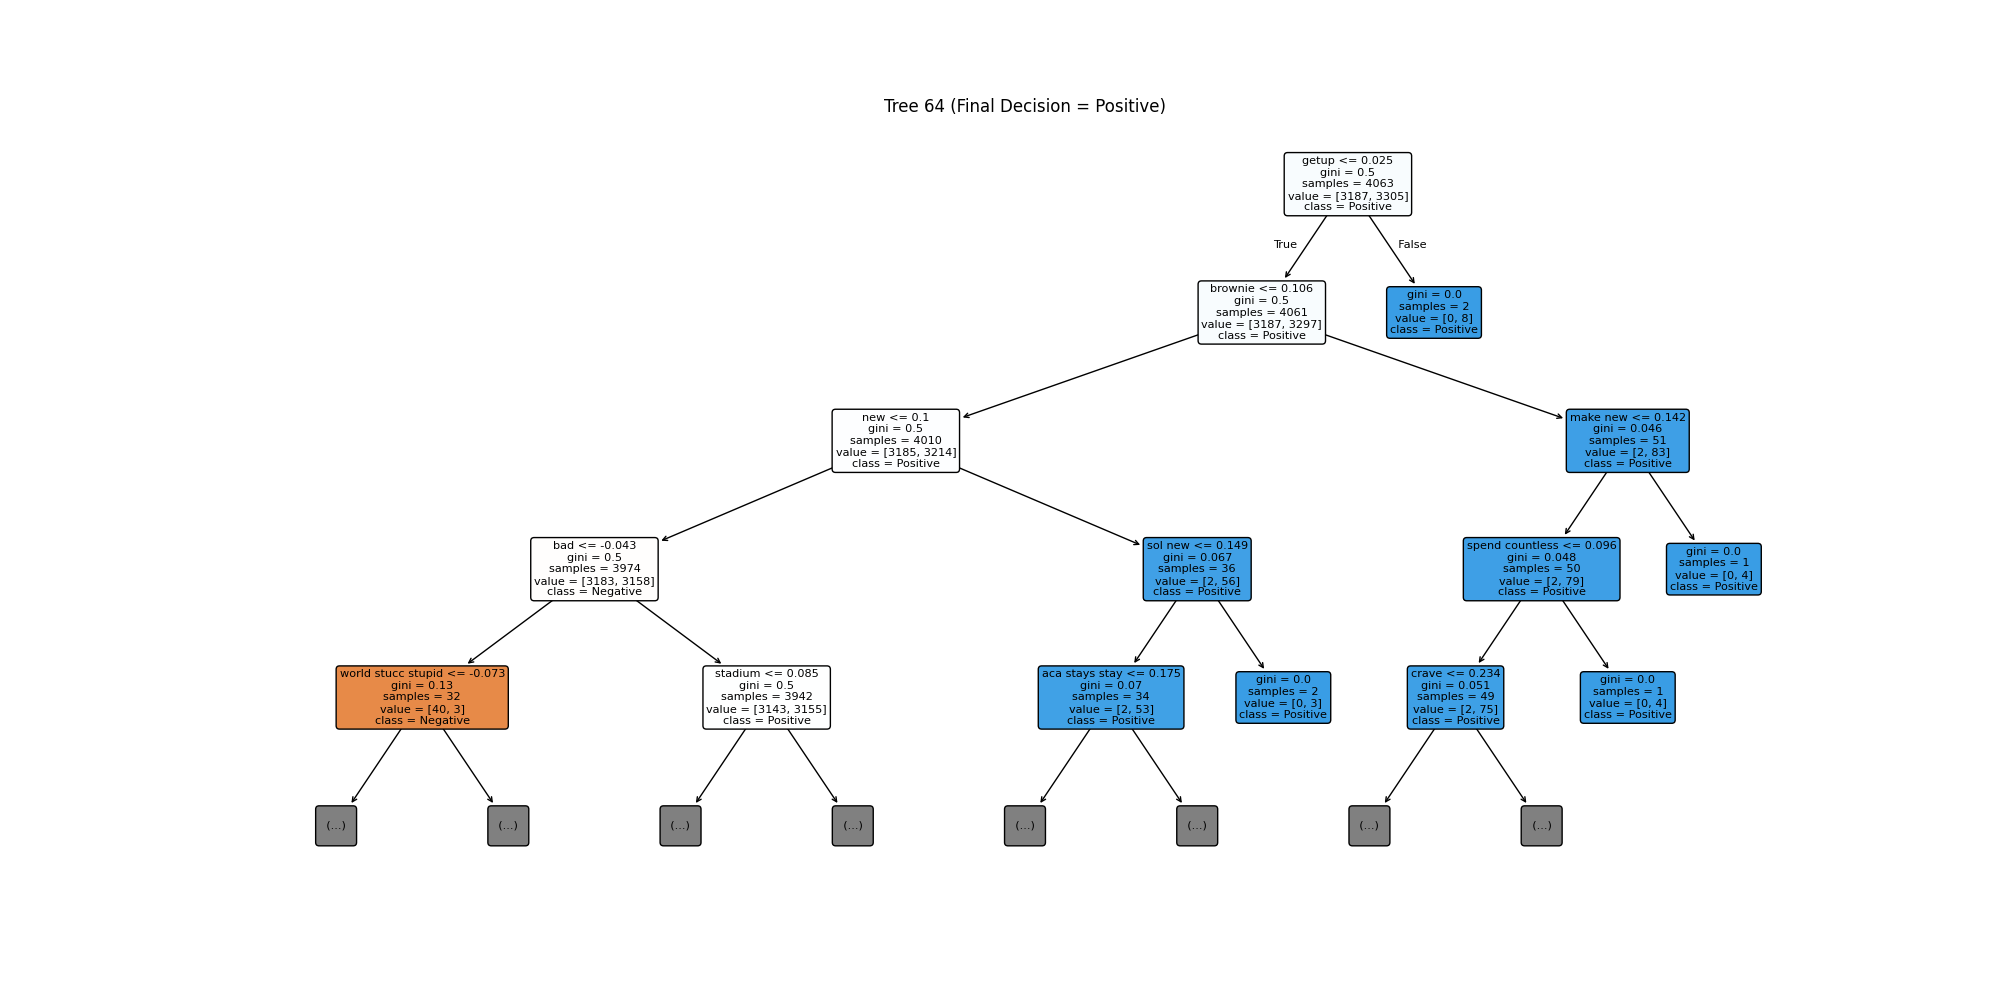 Tree 64 (Final Decision = Positive)
getup <= 0.025
gini = 0.5
samples = 4063
value = [3187, 3305]
class = Positive
True
False
brownie <= 0.106
gini = 0.5
samples = 4061
value = [3187, 3297]
class = Positive
gini = 0.0
samples = 2
value = [0, 8]
class = Positive
new <= 0.1
gini = 0.5
samples = 4010
value = [3185, 3214]
class = Positive
make new <= 0.142
gini = 0.046
samples = 51
value = [2, 83]
class = Positive
bad <= -0.043
gini = 0.5
samples = 3974
value = [3183, 3158]
class = Negative
sol new <= 0.149
gini = 0.067
samples = 36
value = [2, 56]
class = Positive
spend countless <= 0.096
gini = 0.048
samples = 50
value = [2, 79]
class = Positive
gini = 0.0
samples = 1
value = [0, 4]
class = Positive
world stucc stupid <= -0.073
gini = 0.13
samples = 32
value = [40, 3]
class = Negative
stadium <= 0.085
gini = 0.5
samples = 3942
value = [3143, 3155]
class = Positive
aca stays stay <= 0.175
gini = 0.07
samples = 34
value = [2, 53]
class = Positive
gini = 0.0
samples = 2
value = [0, 3]
class = Positive
crave <= 0.234
gini = 0.051
samples = 49
value = [2, 75]
class = Positive
gini = 0.0
samples = 1
value = [0, 4]
class = Positive
(...)
(...)
(...)
(...)
(...)
(...)
(...)
(...)